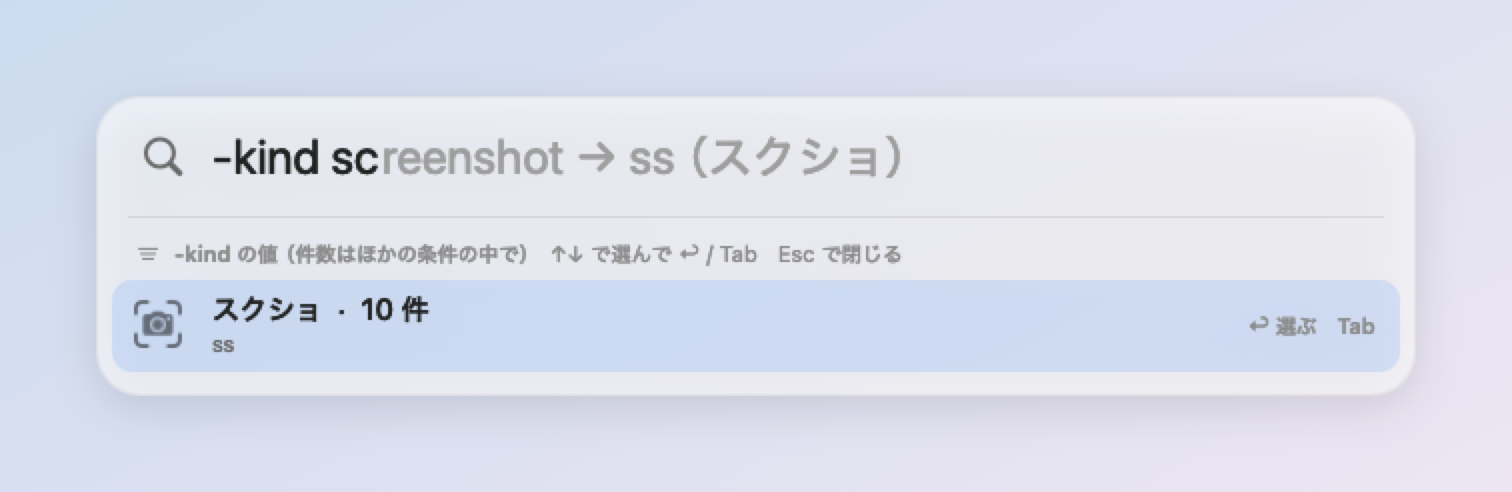 -kind screenshot → ss（スクショ）
-kind の値（件数はほかの条件の中で） ↑↓ で選んで ↩ / Tab Esc で閉じる
スクショ · 10 件
ss
↩ 選ぶ Tab